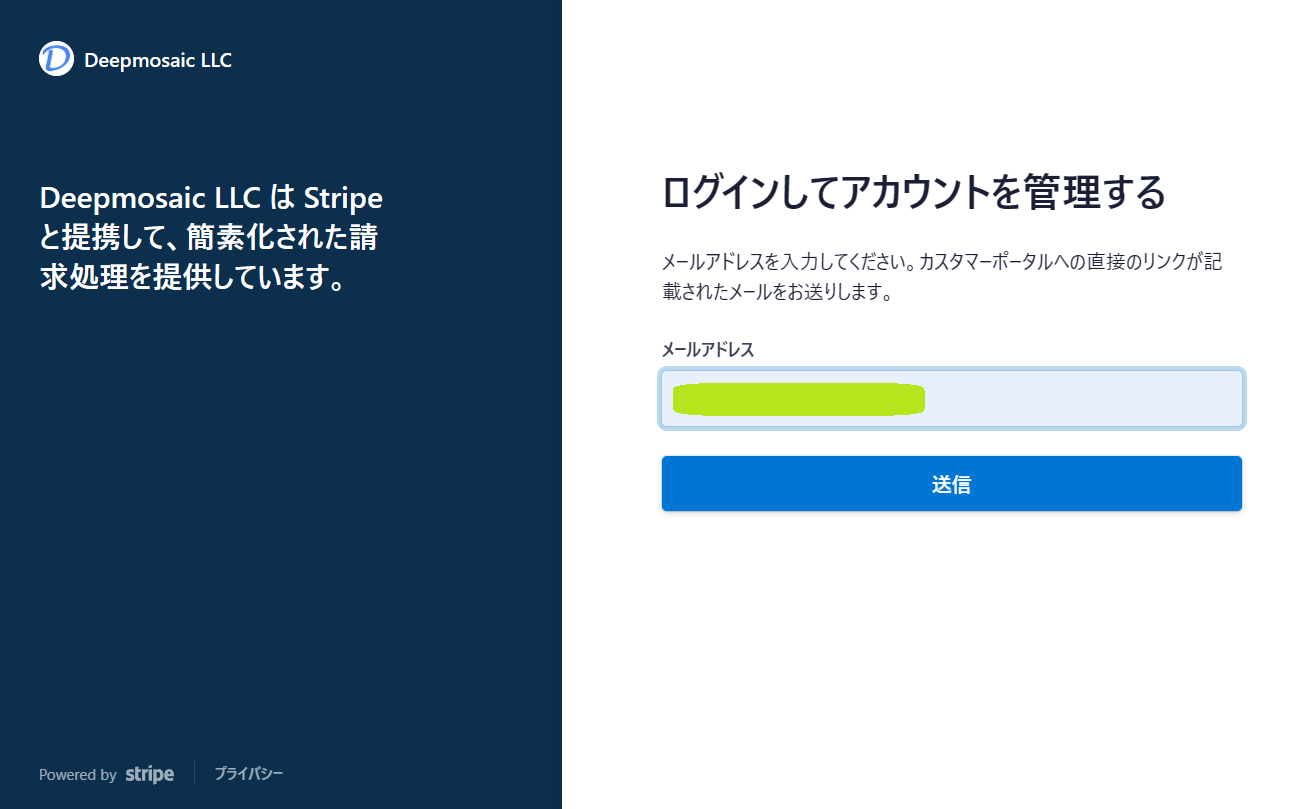 Deepmosaic LLC
Deepmosaic LLC は Stripe
と提携して、簡素化された請
求処理を提供しています。
ログインしてアカウントを管理する
メールアドレスを入力してください。カスタマーポータルへの直接のリンクが記
載されたメールをお送りします。
メールアドレス
送信
Powered by stripe
プライバシー